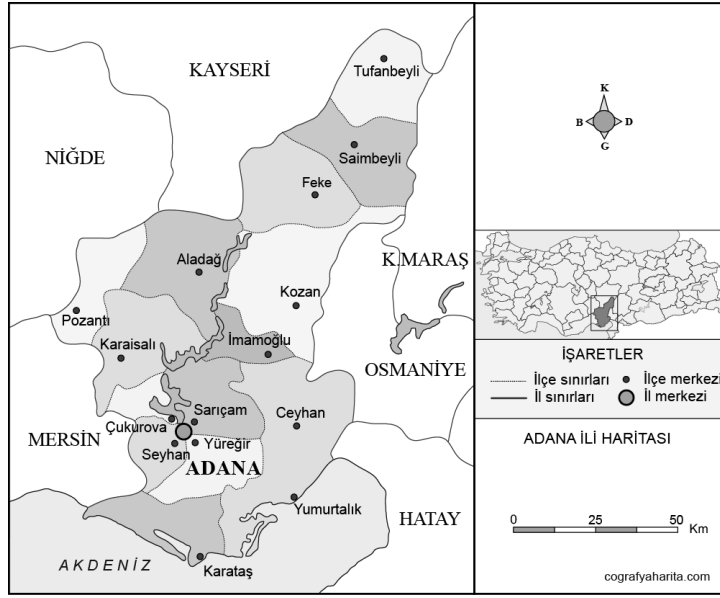 KAYSERİ
Tufanbeyli
Saimbeyli
NİĞDE
Feke
Aladağ
K.MARAŞ
Kozan
Pozantı
Karaisalı
İmamoğlu
OSMANİYE
Sarıçam
Ceyhan
Çukurova
MERSİN
Seyhan
Yüreğir
ADANA
Yumurtalık
HATAY
AKDENİZ
Karataş
K
B D
G
İŞARETLER
İlçe sınırları İlçe merkezi
İl sınırları İl merkezi
ADANA İLİ HARİTASI
0 25 50
Km
cografyaharita.com